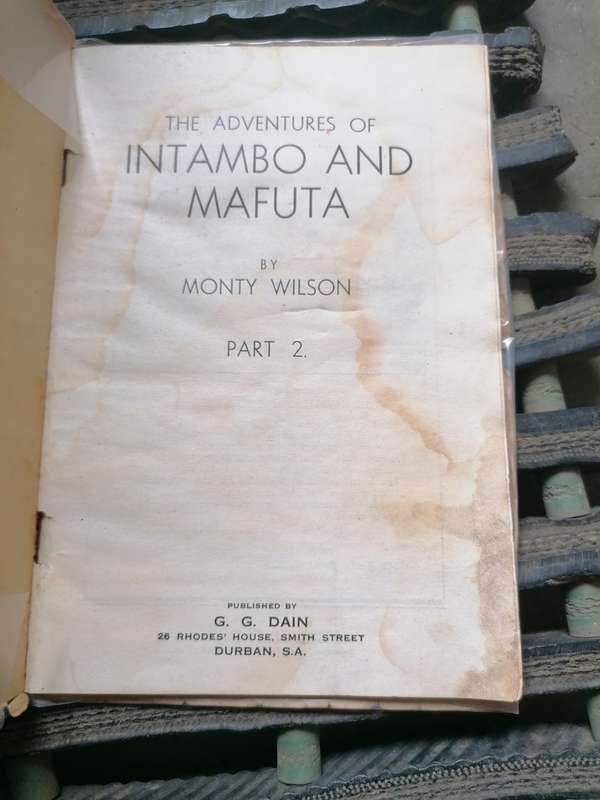 THE ADVENTURES OF
INTAMBO AND
MAFUTA
BY
MONTY WILSON
PART 2.
PUBLISHED BY
G. G. DAIN
26 RHODES' HOUSE, SMITH STREET
DURBAN, S.A.